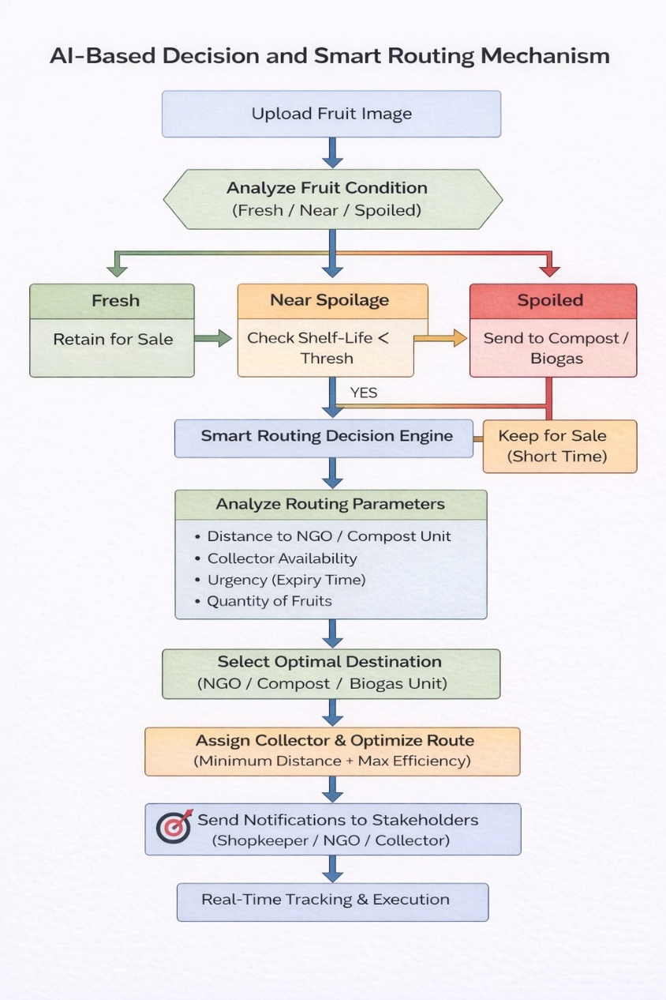 AI-Based Decision and Smart Routing Mechanism
Upload Fruit Image
Analyze Fruit Condition
(Fresh / Near / Spoiled)
Fresh
Retain for Sale
Near Spoilage
Check Shelf-Life <
Thresh
Spoiled
Send to Compost /
Biogas
YES
Smart Routing Decision Engine
Keep for Sale
(Short Time)
Analyze Routing Parameters
• Distance to NGO / Compost Unit
• Collector Availability
• Urgency (Expiry Time)
• Quantity of Fruits
Select Optimal Destination
(NGO / Compost / Biogas Unit)
Assign Collector & Optimize Route
(Minimum Distance + Max Efficiency)
Send Notifications to Stakeholders
(Shopkeeper / NGO / Collector)
Real-Time Tracking & Execution